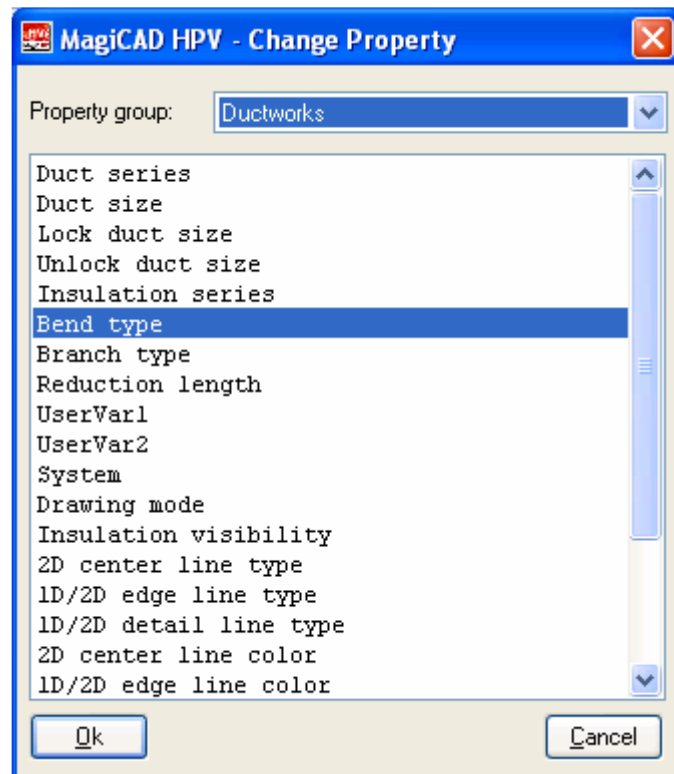 MagiCAD HPV - Change Property
Property group: Ductworks
Duct series
Duct size
Lock duct size
Unlock duct size
Insulation series
Bend type
Branch type
Reduction length
UserVar1
UserVar2
System
Drawing mode
Insulation visibility
2D center line type
1D/2D edge line type
1D/2D detail line type
2D center line color
1D/2D edge line color
Ok Cancel